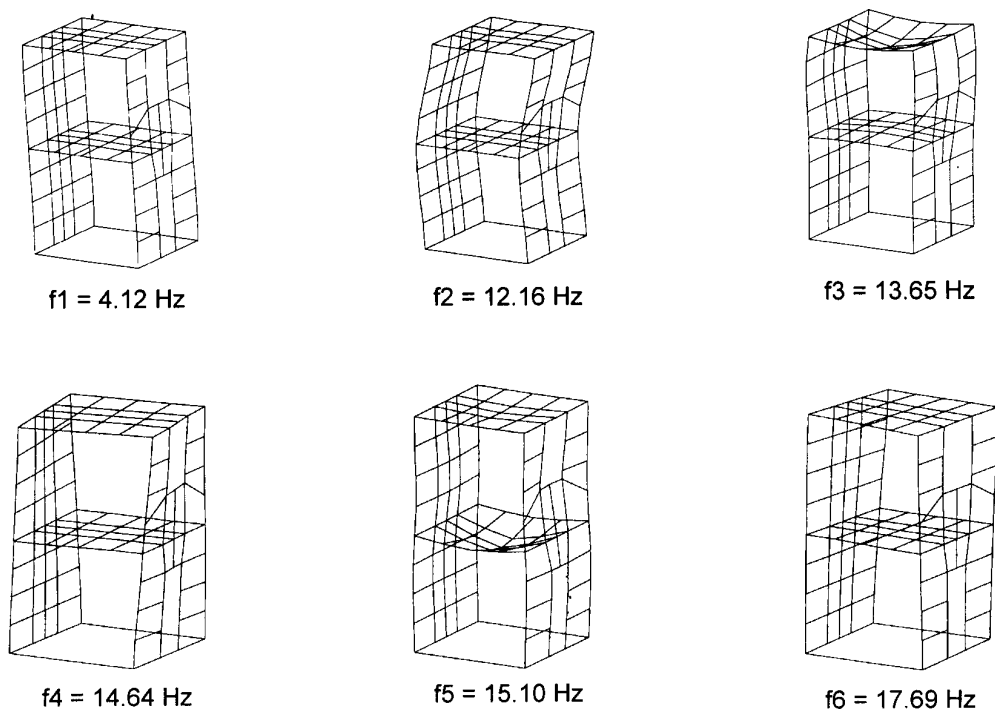 f1 = 4.12 Hz
f2 = 12.16 Hz
f3 = 13.65 Hz
f4 = 14.64 Hz
f5 = 15.10 Hz
f6 = 17.69 Hz